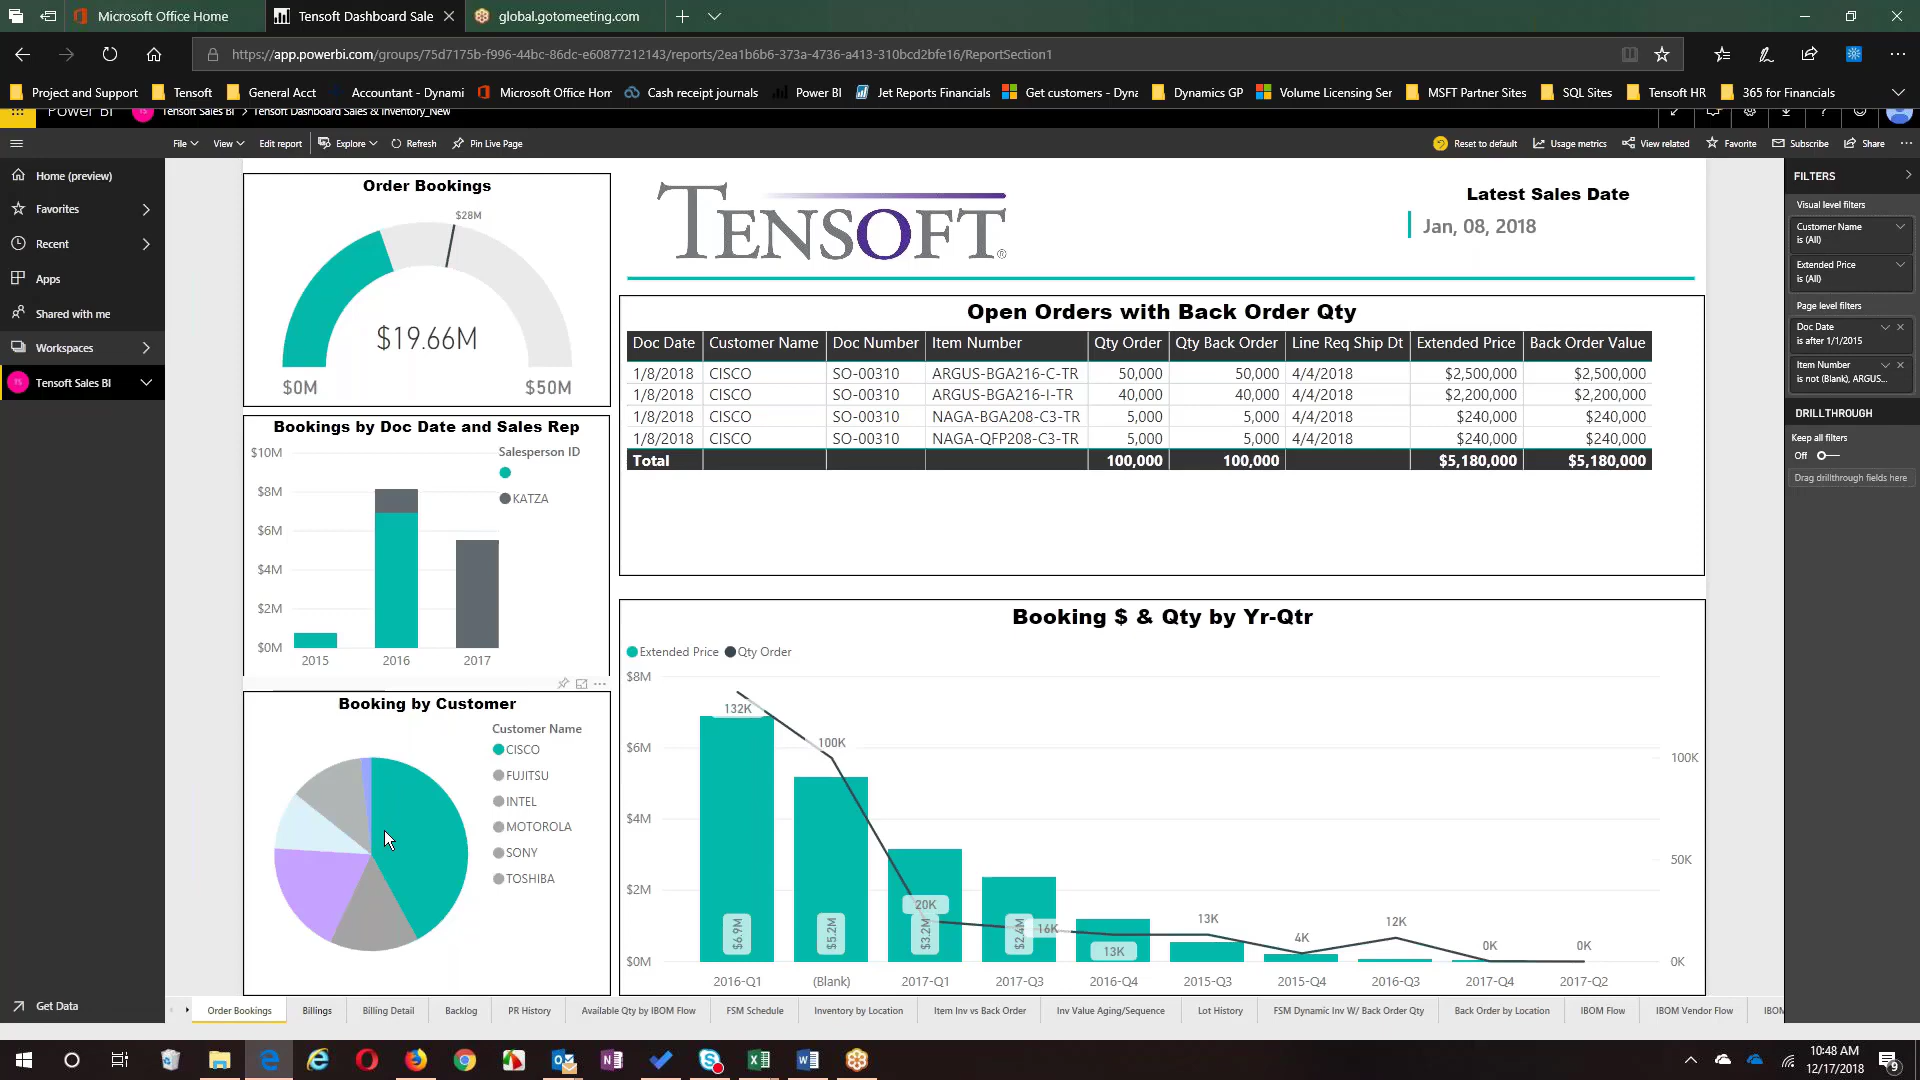 Microsoft Office Home
Tensoft Dashboard Sale
global.gotomeeting.com
https://app.powerbi.com/groups/75d7175b-f996-44bc-86dc-e60877212143/reports/2ea1b6b6-373a-4736-a413-310bcd2bfe16/ReportSection1
Project and Support Tensoft General Acct Accountant - Dynami Microsoft Office Hom Cash receipt journals Power BI Jet Reports Financials Get customers - Dyna Dynamics GP Volume Licensing Ser MSFT Partner Sites SQL Sites Tensoft HR 365 for Financials
Power BI TS Tensoft Sales BI > Tensoft Dashboard Sales & Inventory_New
File View Edit report Explore Refresh Pin Live Page Reset to default Usage metrics View related Favorite Subscribe Share
Home (preview)
Favorites
Recent
Apps
Shared with me
Workspaces
TS Tensoft Sales BI
Get Data
Order Bookings
$28M
$19.66M
$0M $50M
TENSOFT®
Latest Sales Date
Jan, 08, 2018
Open Orders with Back Order Qty
Doc Date Customer Name Doc Number Item Number Qty Order Qty Back Order Line Req Ship Dt Extended Price Back Order Value
1/8/2018 CISCO SO-00310 ARGUS-BGA216-C-TR 50,000 50,000 4/4/2018 $2,500,000 $2,500,000
1/8/2018 CISCO SO-00310 ARGUS-BGA216-I-TR 40,000 40,000 4/4/2018 $2,200,000 $2,200,000
1/8/2018 CISCO SO-00310 NAGA-BGA208-C3-TR 5,000 5,000 4/4/2018 $240,000 $240,000
1/8/2018 CISCO SO-00310 NAGA-QFP208-C3-TR 5,000 5,000 4/4/2018 $240,000 $240,000
Total 100,000 100,000 $5,180,000 $5,180,000
Bookings by Doc Date and Sales Rep
Salesperson ID
KATZA
$10M
$8M
$6M
$4M
$2M
$0M
2015 2016 2017
Booking by Customer
Customer Name
CISCO
FUJITSU
INTEL
MOTOROLA
SONY
TOSHIBA
Booking $ & Qty by Yr-Qtr
Extended Price Qty Order
$8M
$6M
$4M
$2M
$0M
100K
50K
0K
132K
100K
20K
16K
13K
13K
4K
12K
0K
0K
$6.9M
$5.2M
$3.2M
$2.4M
2016-Q1 (Blank) 2017-Q1 2017-Q3 2016-Q4 2015-Q3 2015-Q4 2016-Q3 2017-Q4 2017-Q2
FILTERS
Visual level filters
Customer Name
is (All)
Extended Price
is (All)
Page level filters
Doc Date
is after 1/1/2015
Item Number
is not (Blank), ARGUS...
DRILLTHROUGH
Keep all filters
Off
Drag drillthrough fields here
Order Bookings Billings Billing Detail Backlog PR History Available Qty by IBOM Flow FSM Schedule Inventory by Location Item Inv vs Back Order Inv Value Aging/Sequence Lot History FSM Dynamic Inv W/ Back Order Qty Back Order by Location IBOM Flow IBOM Vendor Flow IBOM
10:48 AM
12/17/2018
9